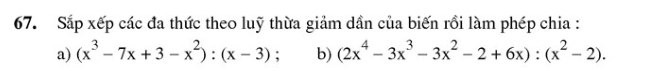 67. Sắp xếp các đa thức theo luỹ thừa giảm dần của biến rồi làm phép chia :
a) (x³ – 7x + 3 – x²) : (x – 3) ; b) (2x⁴ – 3x³ – 3x² – 2 + 6x) : (x² – 2).